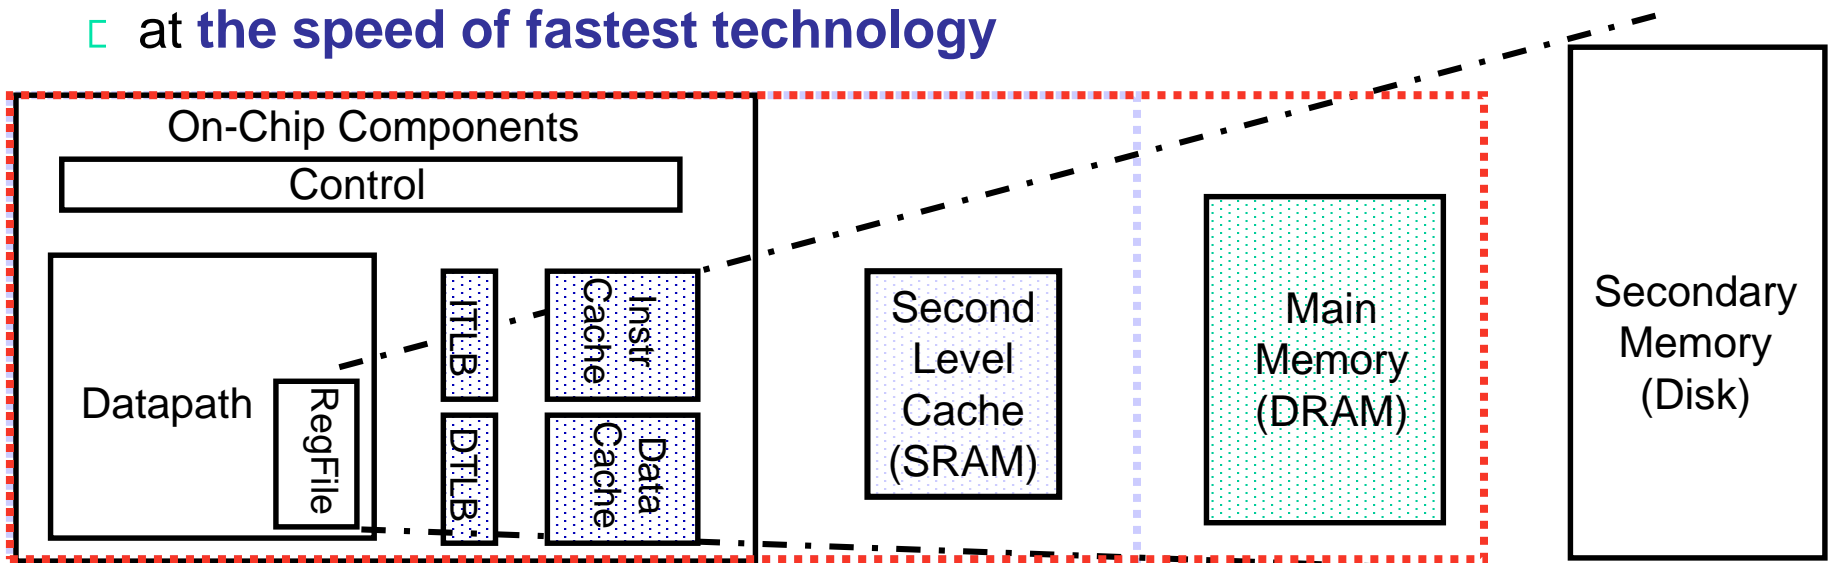 at the speed of fastest technology
On-Chip Components
Control
Datapath
RegFile
ITLB
DTLB
Instr
Cache
Data
Cache
Second
Level
Cache
(SRAM)
Main
Memory
(DRAM)
Secondary
Memory
(Disk)